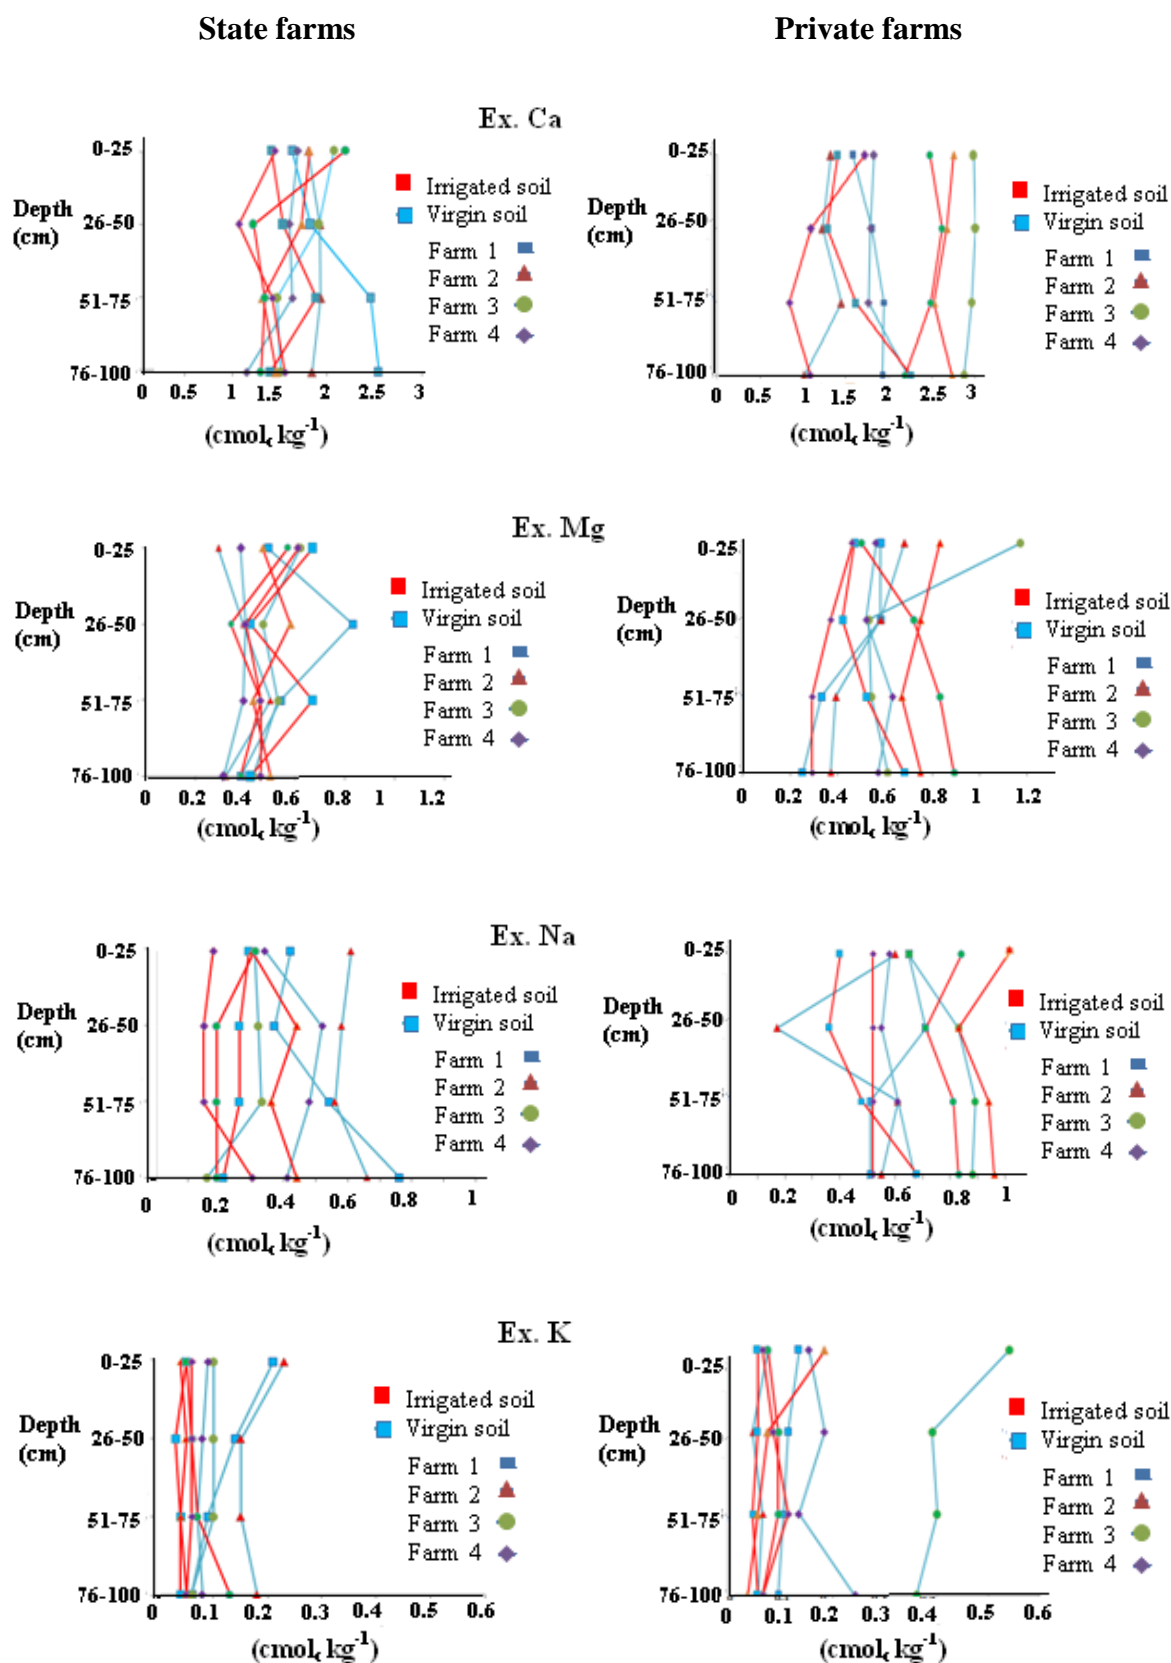 State farms
Private farms
Ex. Ca
0-25
26-50
51-75
76-100
Depth
(cm)
Irrigated soil
Virgin soil
Farm 1
Farm 2
Farm 3
Farm 4
0 0.5 1 1.5 2 2.5 3
(cmol₍ kg⁻¹)
0-25
26-50
51-75
76-100
Depth
(cm)
Irrigated soil
Virgin soil
Farm 1
Farm 2
Farm 3
Farm 4
0 0.5 1 1.5 2 2.5 3
(cmol₍ kg⁻¹)
Ex. Mg
0-25
26-50
51-75
76-100
Depth
(cm)
Irrigated soil
Virgin soil
Farm 1
Farm 2
Farm 3
Farm 4
0 0.2 0.4 0.6 0.8 1 1.2
(cmol₍ kg⁻¹)
0-25
26-50
51-75
76-100
Depth
(cm)
Irrigated soil
Virgin soil
Farm 1
Farm 2
Farm 3
Farm 4
0 0.2 0.4 0.6 0.8 1 1.2
(cmol₍ kg⁻¹)
Ex. Na
0-25
26-50
51-75
76-100
Depth
(cm)
Irrigated soil
Virgin soil
Farm 1
Farm 2
Farm 3
Farm 4
0 0.2 0.4 0.6 0.8 1
(cmol₍ kg⁻¹)
0-25
26-50
51-75
76-100
Depth
(cm)
Irrigated soil
Virgin soil
Farm 1
Farm 2
Farm 3
Farm 4
0 0.2 0.4 0.6 0.8 1
(cmol₍ kg⁻¹)
Ex. K
0-25
26-50
51-75
76-100
Depth
(cm)
Irrigated soil
Virgin soil
Farm 1
Farm 2
Farm 3
Farm 4
0 0.1 0.2 0.3 0.4 0.5 0.6
(cmol₍ kg⁻¹)
0-25
26-50
51-75
76-100
Depth
(cm)
Irrigated soil
Virgin soil
Farm 1
Farm 2
Farm 3
Farm 4
0 0.1 0.2 0.3 0.4 0.5 0.6
(cmol₍ kg⁻¹)